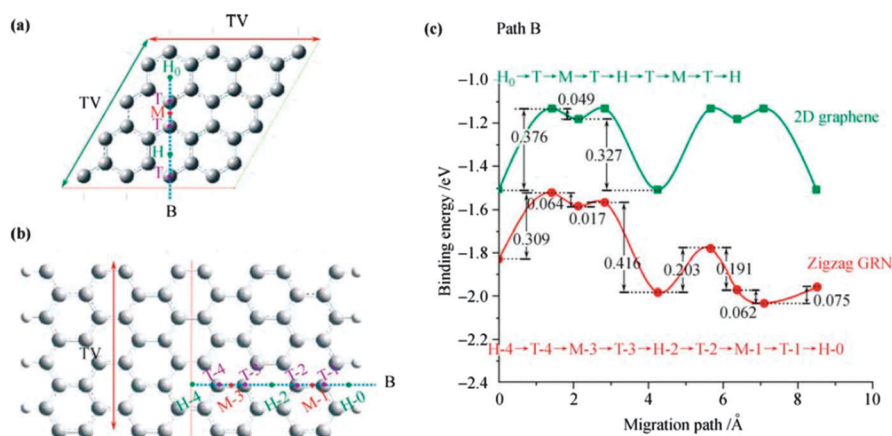 (a)
TV
TV
H₀
T
M
T
H
T
B
(b)
TV
T-4
T-3
T-2
T-1
H-4
M-3
H-2
M-1
H-0
B
(c)
Path B
H₀→T→M→T→H→T→M→T→H
2D graphene
Zigzag GRN
0.049
0.376
0.327
0.064
0.017
0.309
0.416
0.203
0.191
0.062
0.075
H-4→T-4→M-3→T-3→H-2→T-2→M-1→T-1→H-0
Binding energy /eV
−1.0
−1.2
−1.4
−1.6
−1.8
−2.0
−2.2
−2.4
0
2
4
6
8
10
Migration path /Å